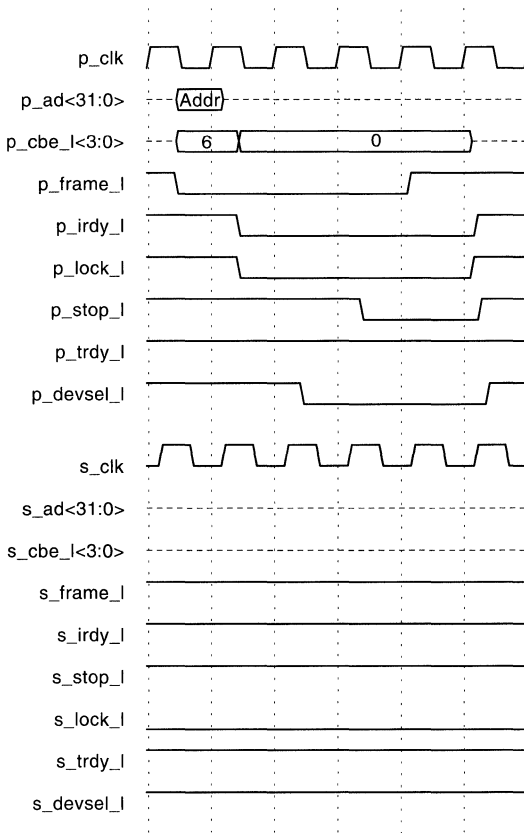 p_clk
p_ad<31:0> Addr
p_cbe_l<3:0> 6 0
p_frame_l
p_irdy_l
p_lock_l
p_stop_l
p_trdy_l
p_devsel_l
s_clk
s_ad<31:0>
s_cbe_l<3:0>
s_frame_l
s_irdy_l
s_stop_l
s_lock_l
s_trdy_l
s_devsel_l